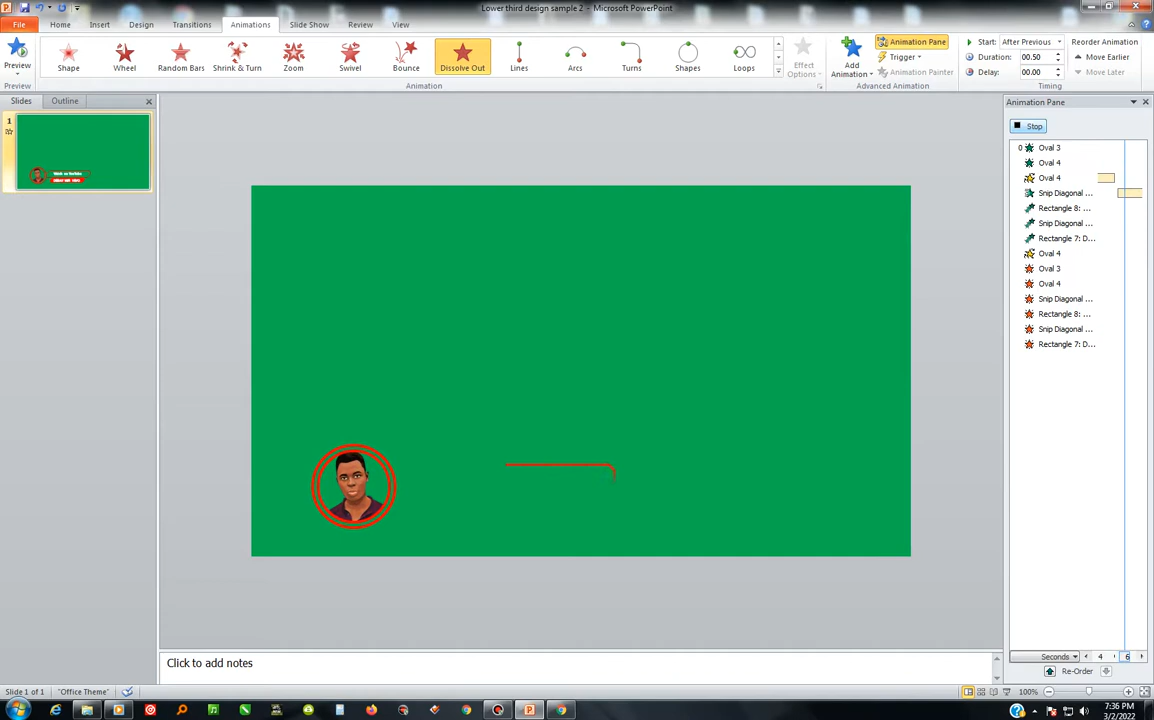 Lower third design sample 2 - Microsoft PowerPoint
File Home Insert Design Transitions Animations Slide Show Review View
Preview Shape Wheel Random Bars Shrink & Turn Zoom Swivel Bounce Dissolve Out Lines Arcs Turns Shapes Loops
Effect Options Add Animation
Animation Pane
Trigger
Animation Painter
Start: After Previous
Duration: 00.50
Delay: 00.00
Reorder Animation
Move Earlier
Move Later
Preview Animation Advanced Animation Timing
Slides Outline
1
Animation Pane
Stop
0 Oval 3
Oval 4
Oval 4
Snip Diagonal ...
Rectangle 8: ...
Snip Diagonal ...
Rectangle 7: D...
Oval 4
Oval 3
Oval 4
Snip Diagonal ...
Rectangle 8: ...
Snip Diagonal ...
Rectangle 7: D...
Seconds 4 6
Re-Order
Click to add notes
Slide 1 of 1 "Office Theme" 100%
7:36 PM
3/2/2022